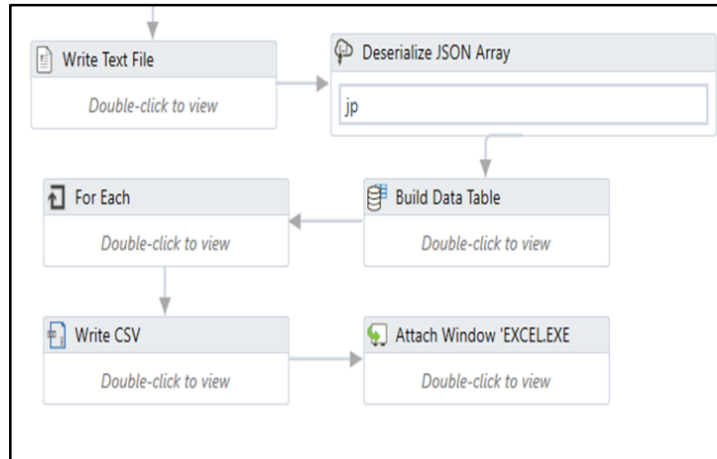 Write Text File
Double-click to view
Deserialize JSON Array
jp
For Each
Double-click to view
Build Data Table
Double-click to view
Write CSV
Double-click to view
Attach Window 'EXCEL.EXE
Double-click to view